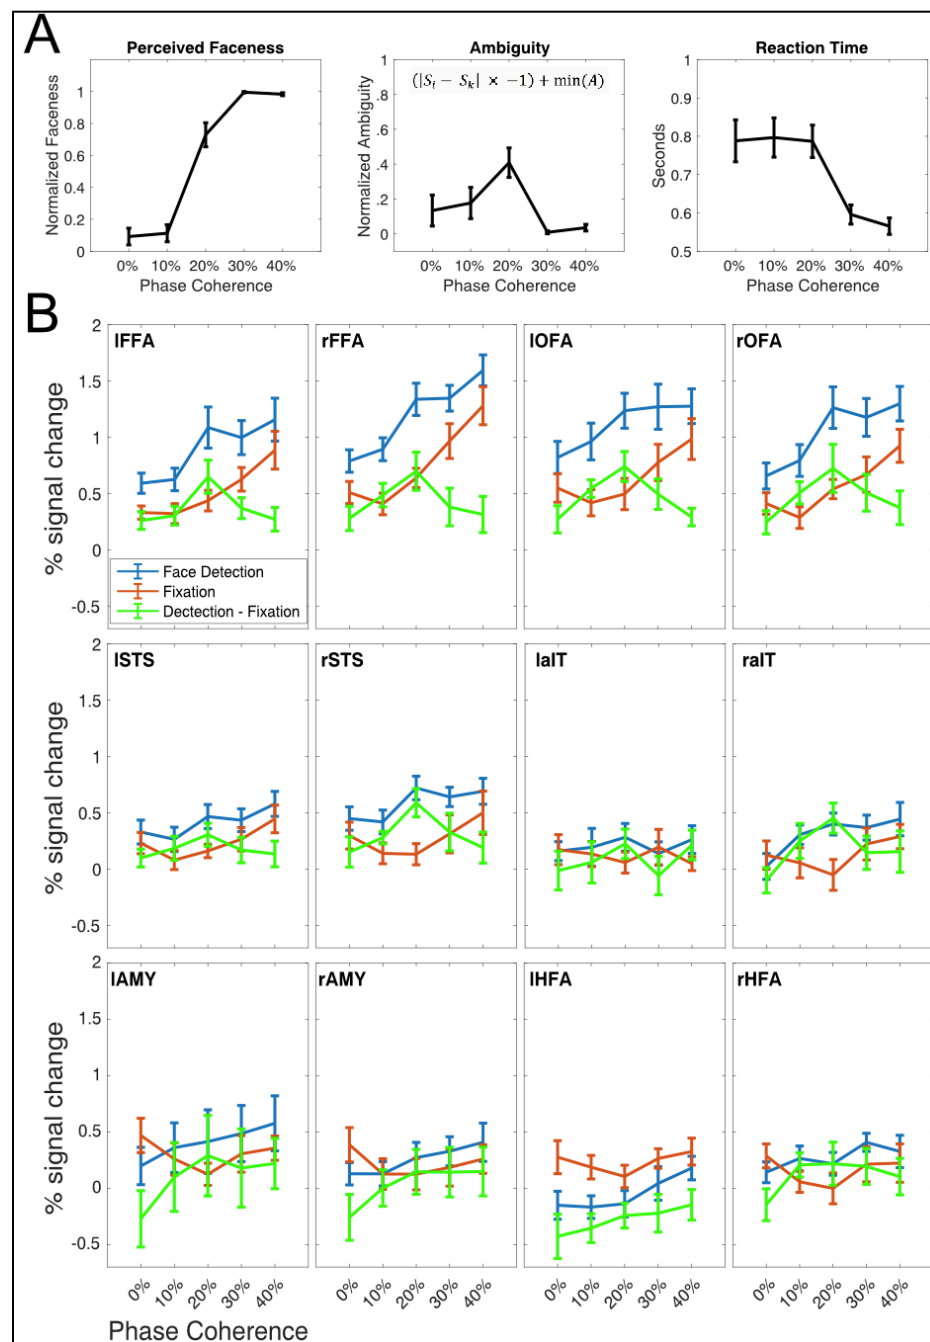 A
Perceived Faceness
Normalized Faceness
1
0.8
0.6
0.4
0.2
0
0% 10% 20% 30% 40%
Phase Coherence
Ambiguity
(|Si − Sk| × −1) + min(A)
Normalized Ambiguity
1
.8
.6
.4
.2
0
0% 10% 20% 30% 40%
Phase Coherence
Reaction Time
Seconds
1
0.9
0.8
0.7
0.6
0.5
0% 10% 20% 30% 40%
Phase Coherence
B
lFFA
rFFA
lOFA
rOFA
% signal change
2
1.5
1
0.5
0
-0.5
Face Detection
Fixation
Dectection - Fixation
lSTS
rSTS
laIT
raIT
% signal change
2
1.5
1
0.5
0
-0.5
lAMY
rAMY
lHFA
rHFA
% signal change
2
1.5
1
0.5
0
-0.5
0% 10% 20% 30% 40%
0% 10% 20% 30% 40%
0% 10% 20% 30% 40%
0% 10% 20% 30% 40%
Phase Coherence